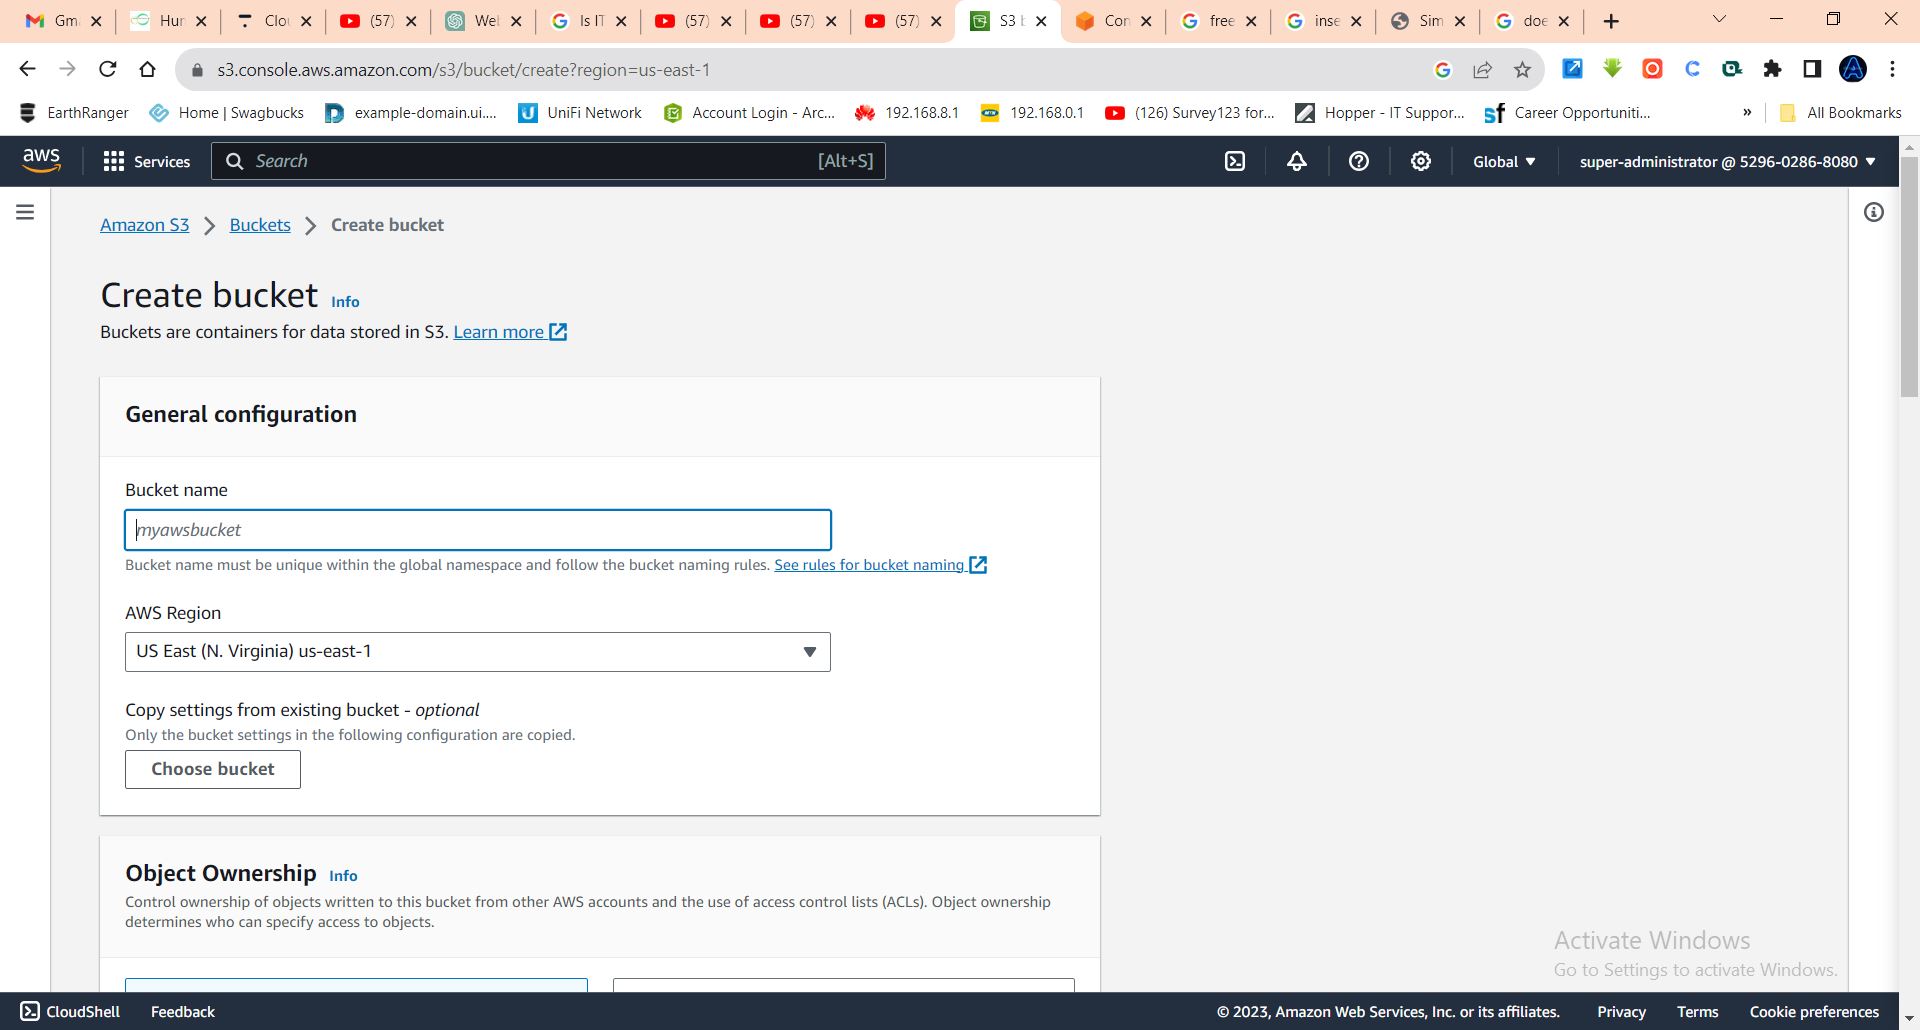 Gm
Hur
Clou
(57)
Web
Is IT
(57)
(57)
(57)
S3 b
Con
free
inse
Sim
doe
s3.console.aws.amazon.com/s3/bucket/create?region=us-east-1
EarthRanger
Home | Swagbucks
example-domain.ui....
UniFi Network
Account Login - Arc...
192.168.8.1
192.168.0.1
(126) Survey123 for...
Hopper - IT Suppor...
Career Opportuniti...
»
All Bookmarks
aws
Services
Search
[Alt+S]
Global
super-administrator @ 5296-0286-8080
Amazon S3
Buckets
Create bucket
Create bucket Info
Buckets are containers for data stored in S3. Learn more
General configuration
Bucket name
myawsbucket
Bucket name must be unique within the global namespace and follow the bucket naming rules. See rules for bucket naming
AWS Region
US East (N. Virginia) us-east-1
Copy settings from existing bucket - optional
Only the bucket settings in the following configuration are copied.
Choose bucket
Object Ownership Info
Control ownership of objects written to this bucket from other AWS accounts and the use of access control lists (ACLs). Object ownership
determines who can specify access to objects.
Activate Windows
Go to Settings to activate Windows.
CloudShell
Feedback
© 2023, Amazon Web Services, Inc. or its affiliates.
Privacy
Terms
Cookie preferences